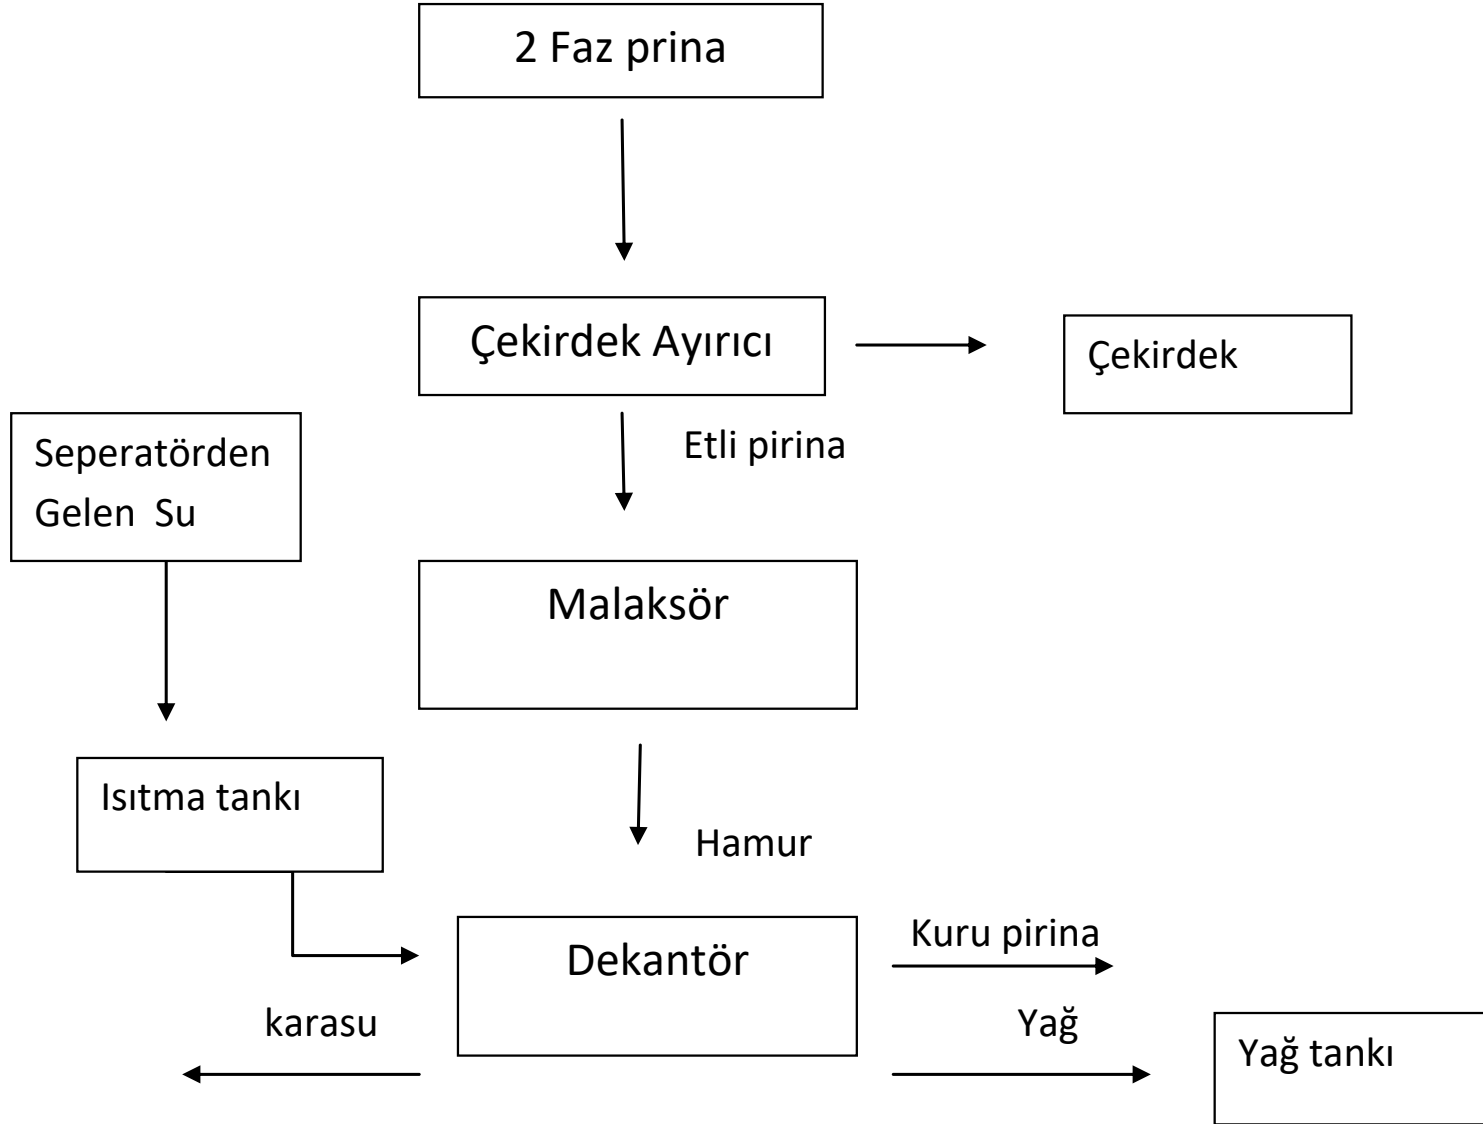 2 Faz prina
Çekirdek Ayırıcı
Çekirdek
Etli pirina
Seperatörden
Gelen  Su
Malaksör
Isıtma tankı
Hamur
Dekantör
Kuru pirina
karasu
Yağ
Yağ tankı